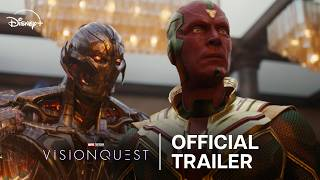 Disney+
MARVEL STUDIOS
VISIONQUEST
OFFICIAL
TRAILER